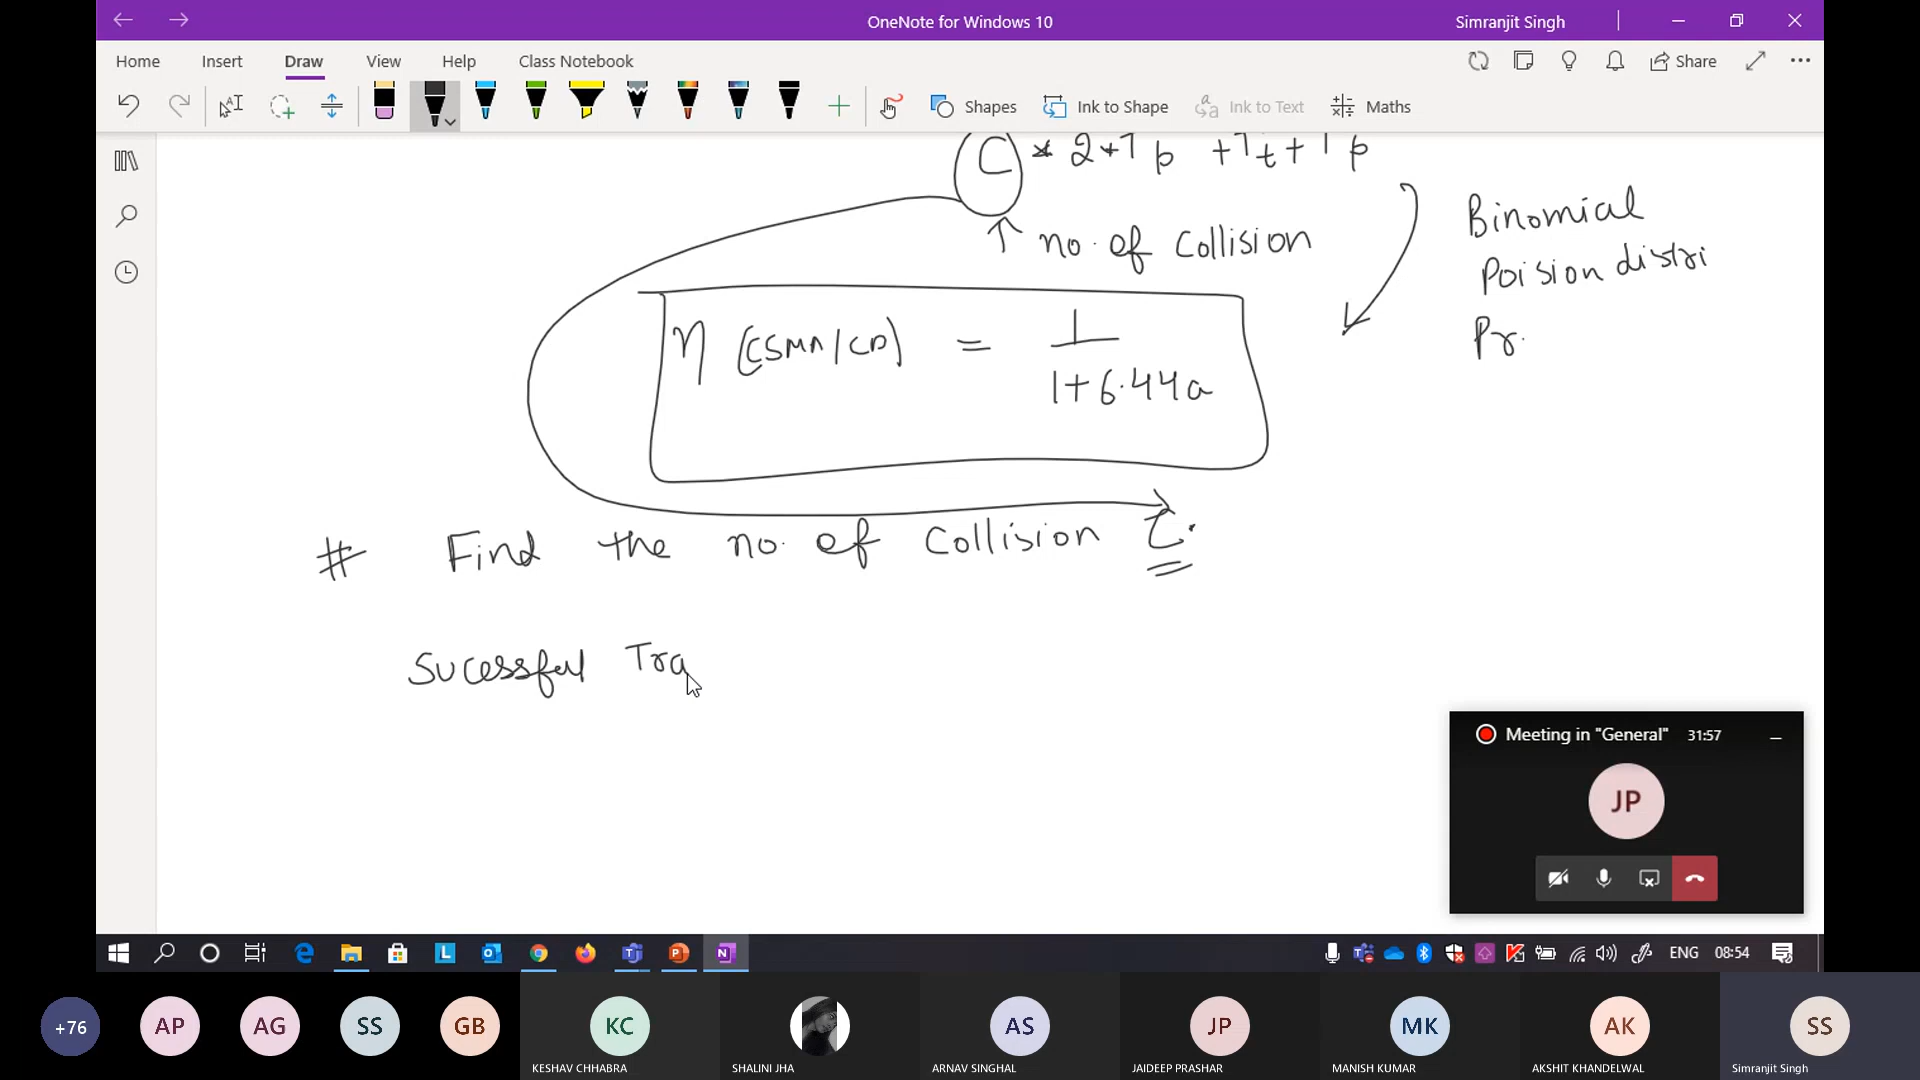 OneNote for Windows 10
Simranjit Singh
Home Insert Draw View Help Class Notebook
Share
Shapes Ink to Shape Ink to Text Maths
C * 2 * Tp + Tt + Tp
↑ no. of Collision
Binomial
Poision distri
Pr.
η (CSMA/CD) = 1
1+6.44a
# Find the no. of Collision C.
Sucessful Tra
Meeting in "General" 31:57
JP
ENG 08:54
+76 AP AG SS GB KC AS JP MK AK SS
KESHAV CHHABRA SHALINI JHA ARNAV SINGHAL JAIDEEP PRASHAR MANISH KUMAR AKSHIT KHANDELWAL Simranjit Singh